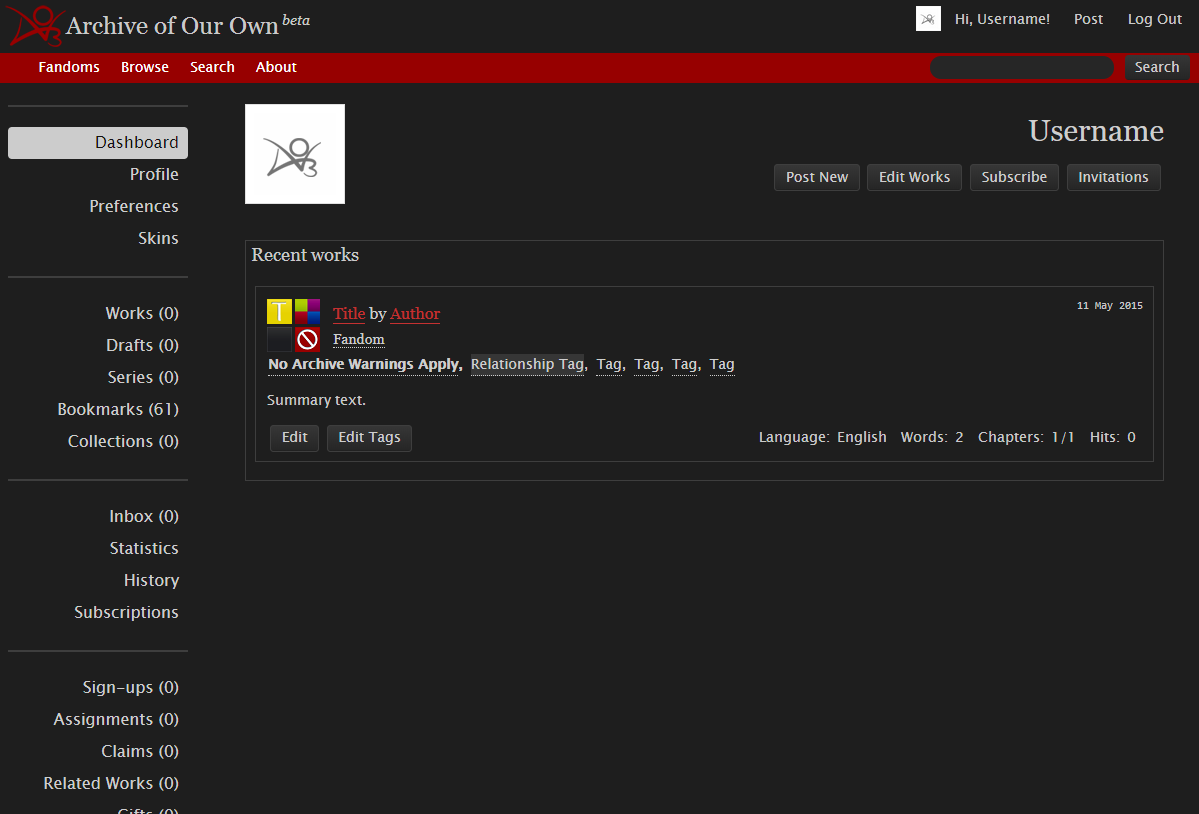 Archive of Our Own beta
Hi, Username! Post Log Out
Fandoms Browse Search About Search
Dashboard
Profile
Preferences
Skins
Works (0)
Drafts (0)
Series (0)
Bookmarks (61)
Collections (0)
Inbox (0)
Statistics
History
Subscriptions
Sign-ups (0)
Assignments (0)
Claims (0)
Related Works (0)
Gifts (0)
Username
Post New Edit Works Subscribe Invitations
Recent works
T
Title by Author
11 May 2015
Fandom
No Archive Warnings Apply, Relationship Tag, Tag, Tag, Tag, Tag
Summary text.
Edit Edit Tags Language: English Words: 2 Chapters: 1/1 Hits: 0